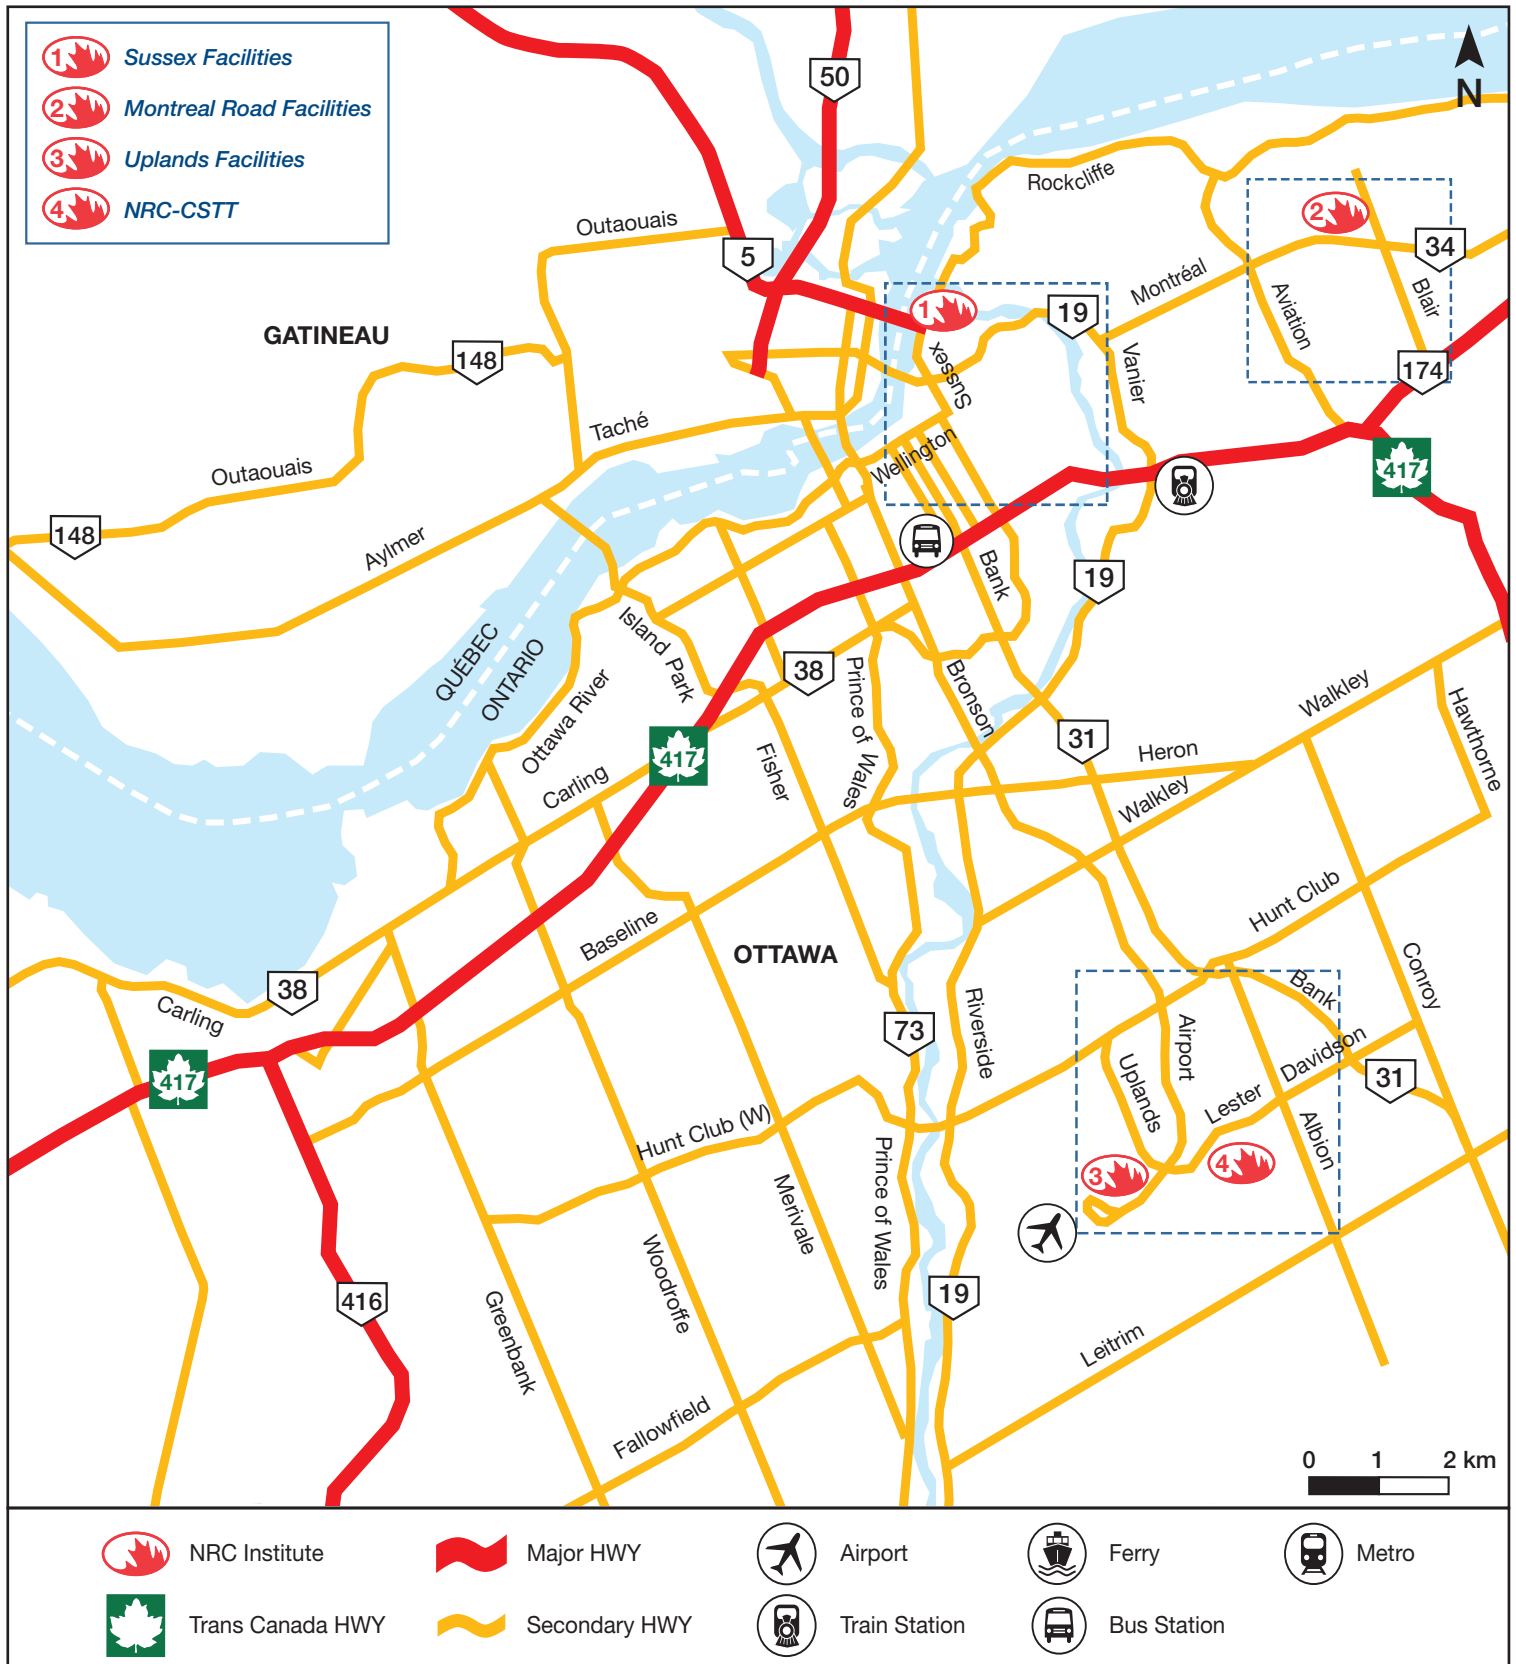 1 Sussex Facilities
2 Montreal Road Facilities
3 Uplands Facilities
4 NRC-CSTT
50
N
Rockcliffe
2
Outaouais
34
5
Montréal
Blair
Aviation
1
19
GATINEAU
148
Sussex
Vanier
174
Taché
Wellington
417
Outaouais
148
Aylmer
Bank
19
Island Park
QUÉBEC
ONTARIO
38
Prince of Wales
Bronson
Ottawa River
Walkley
Hawthorne
31
417
Heron
Fisher
Carling
Walkley
Hunt Club
Baseline
OTTAWA
38
Carling
Bank
Conroy
Riverside
73
Airport
Davidson
417
Uplands
31
Lester
Hunt Club (W)
Albion
3
4
Prince of Wales
Merivale
Woodroffe
416
Greenbank
19
Leitrim
Fallowfield
0 1 2 km
NRC Institute
Major HWY
Airport
Ferry
Metro
Trans Canada HWY
Secondary HWY
Train Station
Bus Station